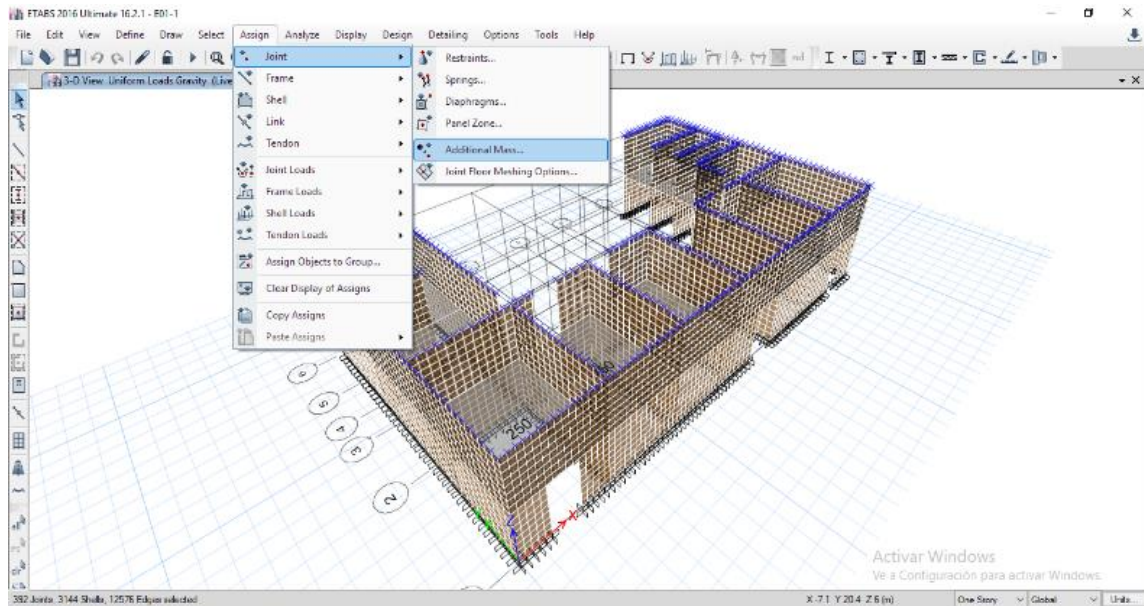 ETABS 2016 Ultimate 16.2.1 - E01-1
File Edit View Define Draw Select Assign Analyze Display Design Detailing Options Tools Help
3-D View Uniform Loads Gravity (Live
Joint
Frame
Shell
Link
Tendon
Joint Loads
Frame Loads
Shell Loads
Tendon Loads
Assign Objects to Group...
Clear Display of Assigns
Copy Assigns
Paste Assigns
Restraints...
Springs...
Diaphragms...
Panel Zone...
Additional Mass...
Joint Floor Meshing Options...
250
6
5
4
3
2
X
Z
Activar Windows
Ve a Configuración para activar Windows.
392 Joints, 3144 Shells, 12576 Edges selected
X -7.1 Y 20.4 Z 6 (m)
One Story
Global
Units...